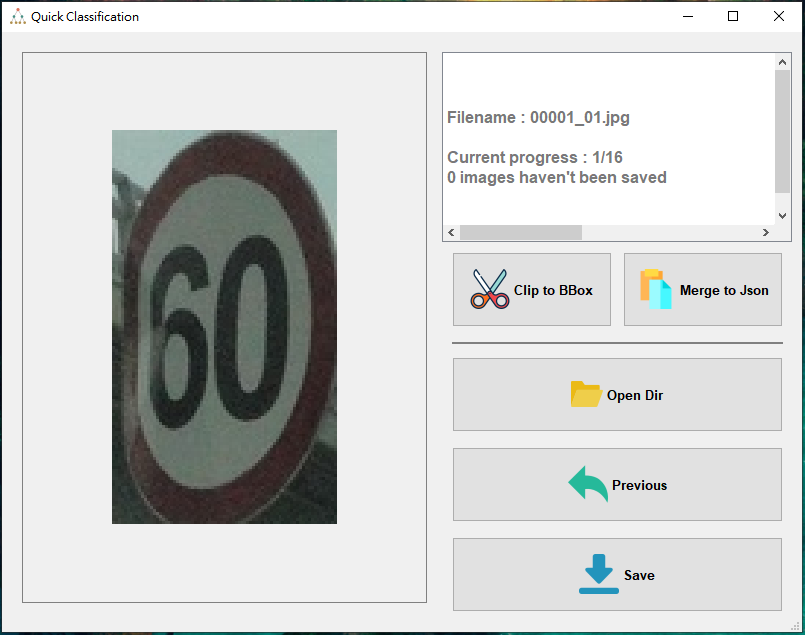 Quick Classification
60
Filename : 00001_01.jpg
Current progress : 1/16
0 images haven't been saved
Clip to BBox
Merge to Json
Open Dir
Previous
Save